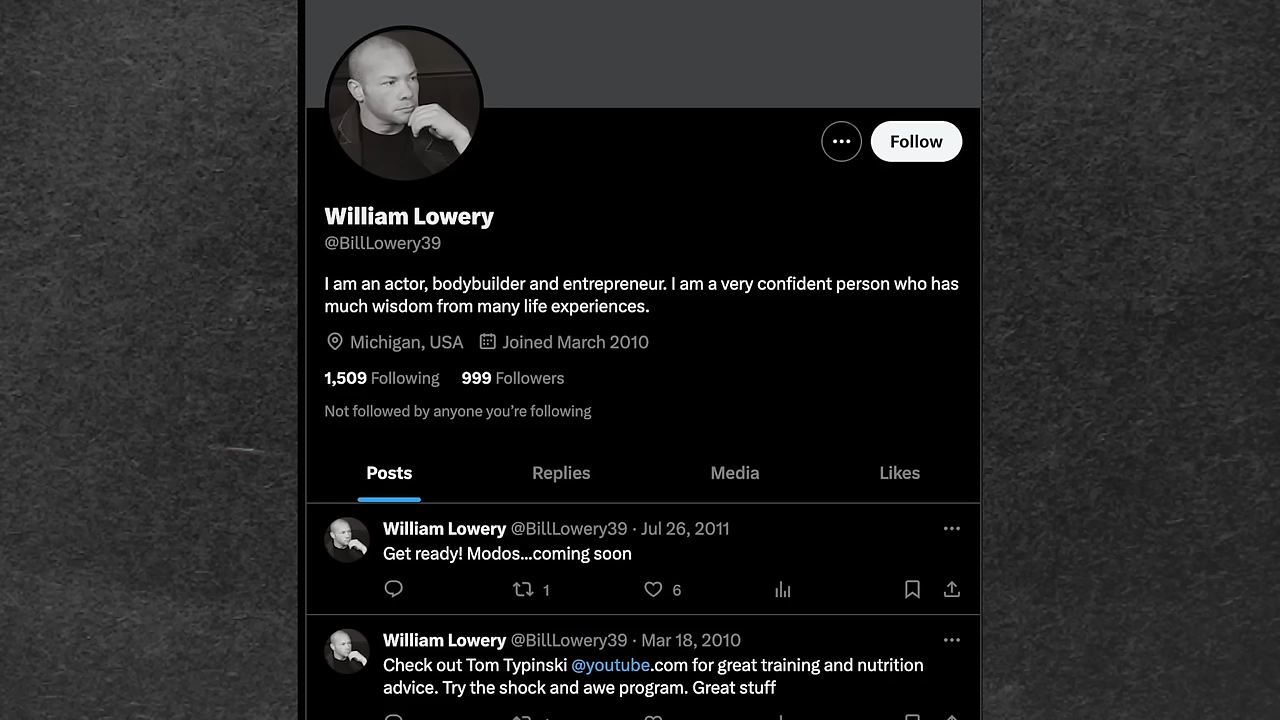 Follow
William Lowery
@BillLowery39
I am an actor, bodybuilder and entrepreneur. I am a very confident person who has
much wisdom from many life experiences.
Michigan, USA Joined March 2010
1,509 Following 999 Followers
Not followed by anyone you’re following
Posts Replies Media Likes
William Lowery @BillLowery39 · Jul 26, 2011
Get ready! Modos...coming soon
1 6
William Lowery @BillLowery39 · Mar 18, 2010
Check out Tom Typinski @youtube.com for great training and nutrition
advice. Try the shock and awe program. Great stuff